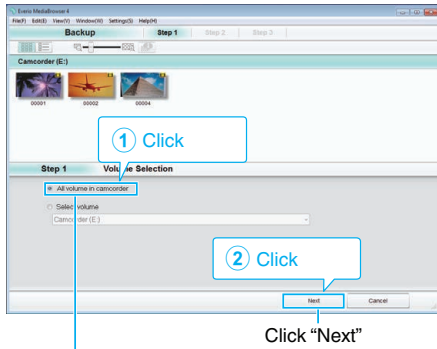 Everio MediaBrowser 4
File(F) Edit(E) View(V) Window(W) Settings(S) Help(H)
Backup Step 1 Step 2 Step 3
Camcorder (E:)
00001 00002 00004
1 Click
Step 1 Volume Selection
All volume in camcorder
Select volume
Camcorder (E:)
2 Click
Next Cancel
Click “Next”